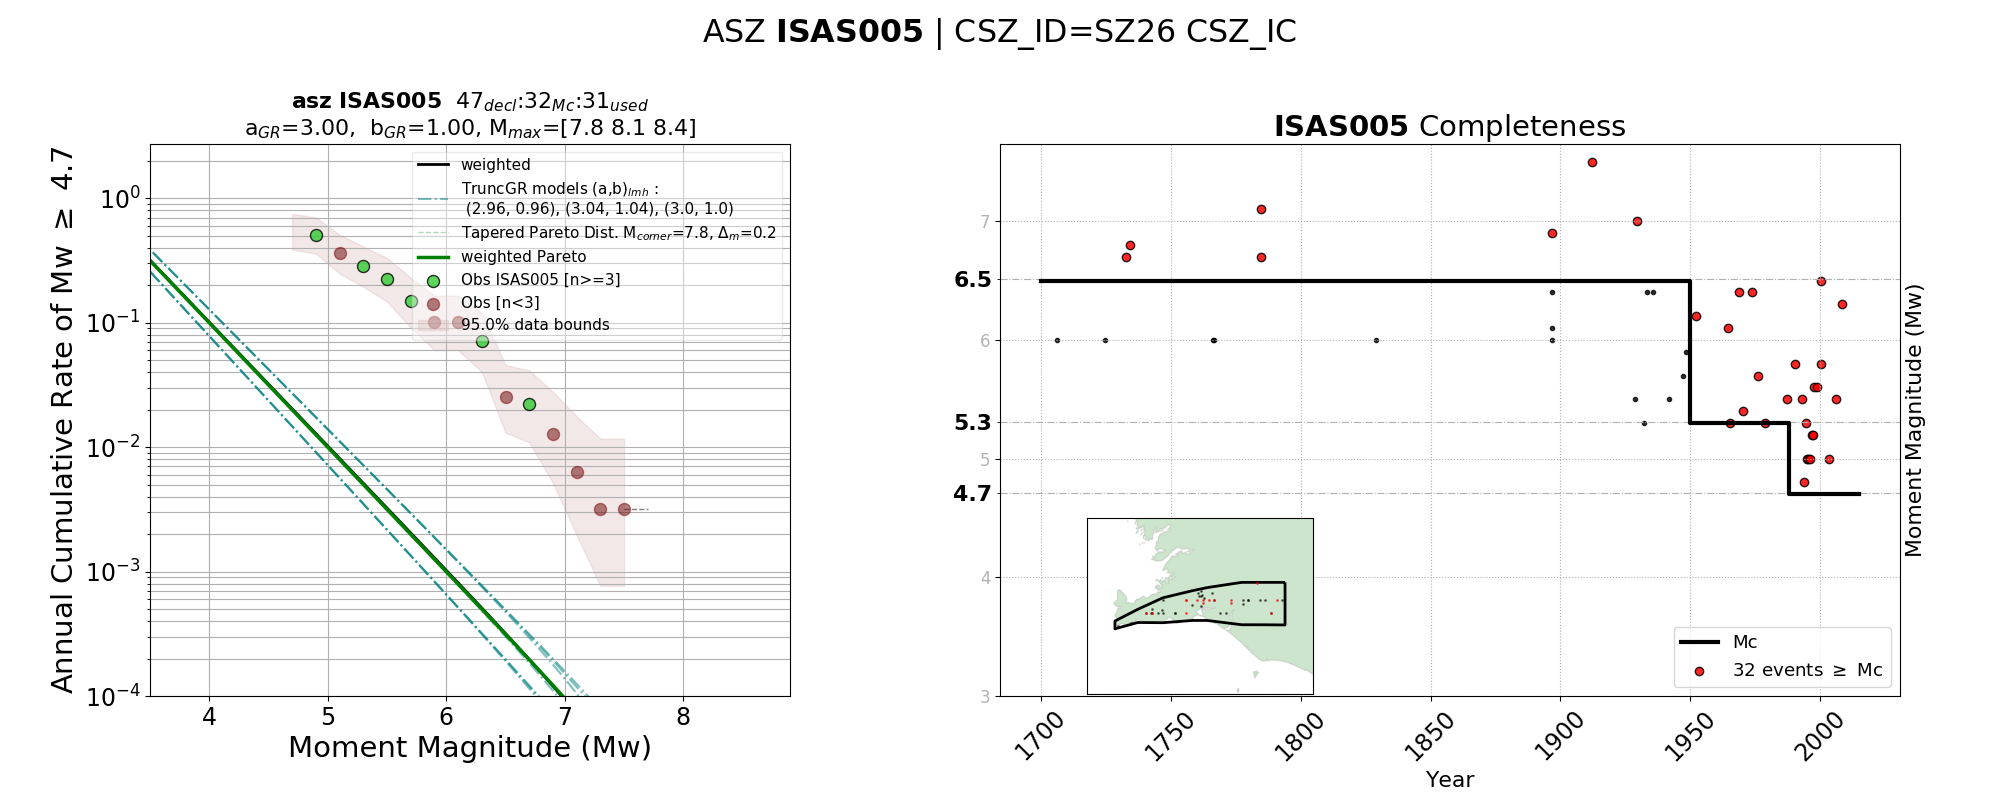 ASZ ISAS005 | CSZ_ID=SZ26 CSZ_IC
asz ISAS005 47decl:32Mc:31used
aGR=3.00, bGR=1.00, Mmax=[7.8 8.1 8.4]
Annual Cumulative Rate of Mw ≥ 4.7
10^0
10^-1
10^-2
10^-3
10^-4
weighted
TruncGR models (a,b)lmh :
(2.96, 0.96), (3.04, 1.04), (3.0, 1.0)
Tapered Pareto Dist. Mcorner=7.8, Δm=0.2
weighted Pareto
Obs ISAS005 [n>=3]
Obs [n<3]
95.0% data bounds
4 5 6 7 8
Moment Magnitude (Mw)
ISAS005 Completeness
7
6.5
6
5.3
5
4.7
4
3
Moment Magnitude (Mw)
Mc
32 events ≥ Mc
1700 1750 1800 1850 1900 1950 2000
Year